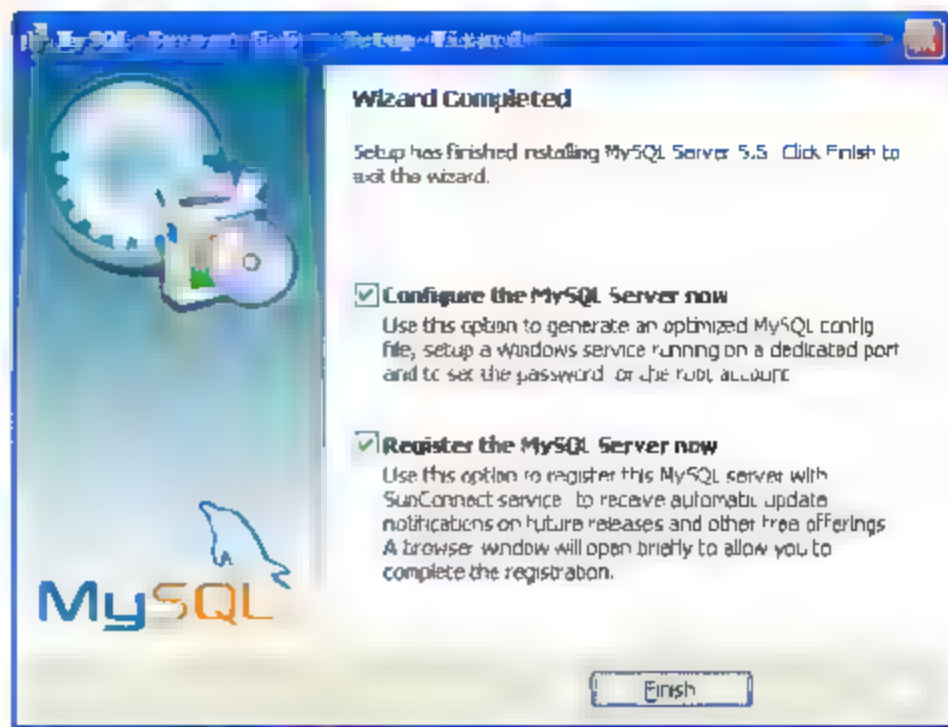 Wizard Completed
Setup has finished installing MySQL Server 5.5. Click Finish to
exit the wizard.
Configure the MySQL Server now
Use this option to generate an optimized MySQL config
file, setup a Windows service running on a dedicated port
and to set the password for the root account.
Register the MySQL Server now
Use this option to register this MySQL server with
SunConnect service to receive automatic update
notifications on future releases and other free offerings.
A browser window will open briefly to allow you to
complete the registration.
MySQL
Finish